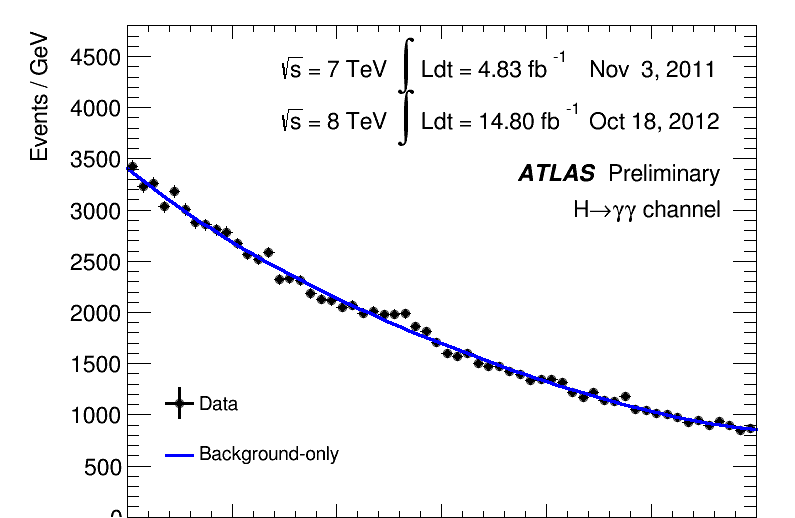 Events / GeV
4500
4000
3500
3000
2500
2000
1500
1000
500
0
√s = 7 TeV ∫ Ldt = 4.83 fb⁻¹ Nov 3, 2011
√s = 8 TeV ∫ Ldt = 14.80 fb⁻¹ Oct 18, 2012
ATLAS Preliminary
H→γγ channel
Data
Background-only